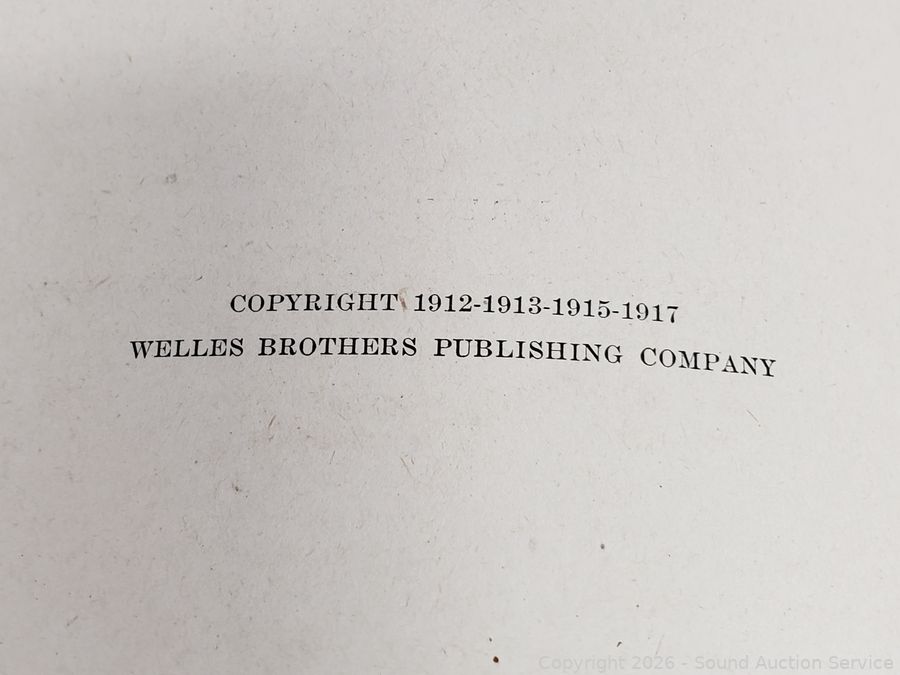 COPYRIGHT 1912-1913-1915-1917
WELLES BROTHERS PUBLISHING COMPANY
Copyright 2026 - Sound Auction Service